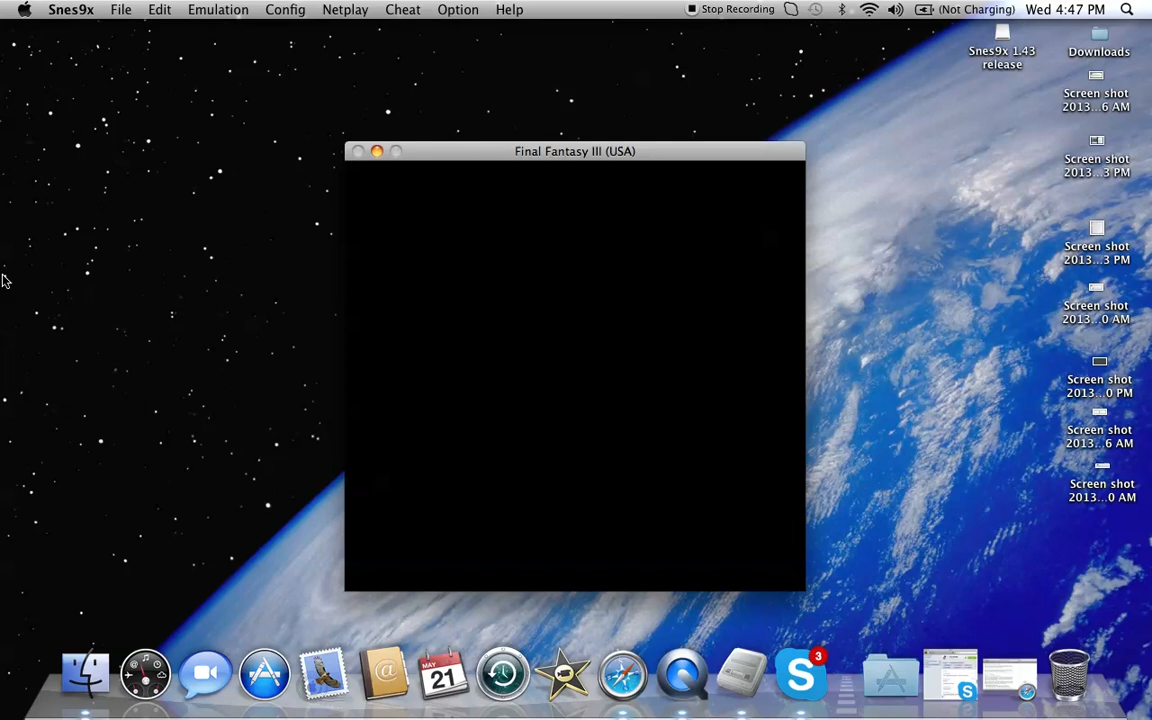 Snes9x File Edit Emulation Config Netplay Cheat Option Help Stop Recording (Not Charging) Wed 4:47 PM
Snes9x 1.43
release
Downloads
Screen shot
2013...6 AM
Screen shot
2013...3 PM
Final Fantasy III (USA)
Screen shot
2013...3 PM
Screen shot
2013...0 AM
Screen shot
2013...0 PM
Screen shot
2013...6 AM
Screen shot
2013...0 AM
MAY
21
3